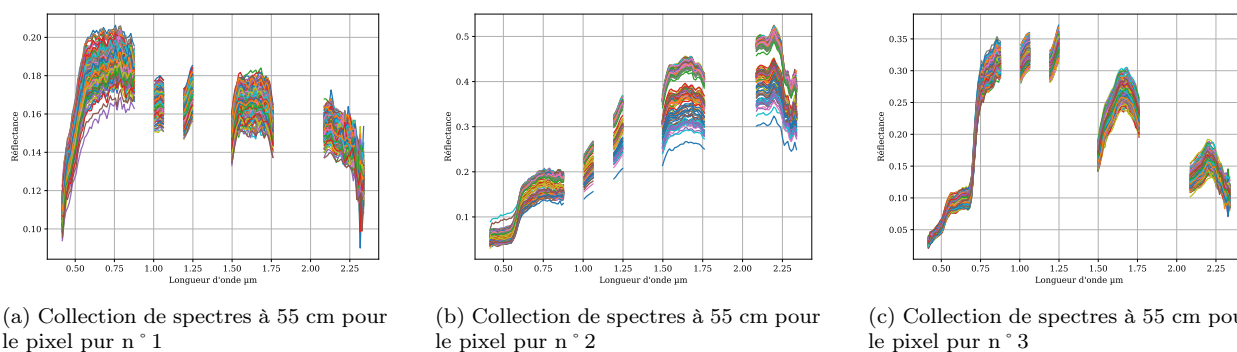 0.20
0.18
0.16
0.14
0.12
0.10
Réflectance
0.50 0.75 1.00 1.25 1.50 1.75 2.00 2.25
Longueur d'onde µm
(a) Collection de spectres à 55 cm pour
le pixel pur n°1
0.5
0.4
0.3
0.2
0.1
Réflectance
0.50 0.75 1.00 1.25 1.50 1.75 2.00 2.25
Longueur d'onde µm
(b) Collection de spectres à 55 cm pour
le pixel pur n°2
0.35
0.30
0.25
0.20
0.15
0.10
0.05
Réflectance
0.50 0.75 1.00 1.25 1.50 1.75 2.00 2.25
Longueur d'onde µm
(c) Collection de spectres à 55 cm pou
le pixel pur n°3